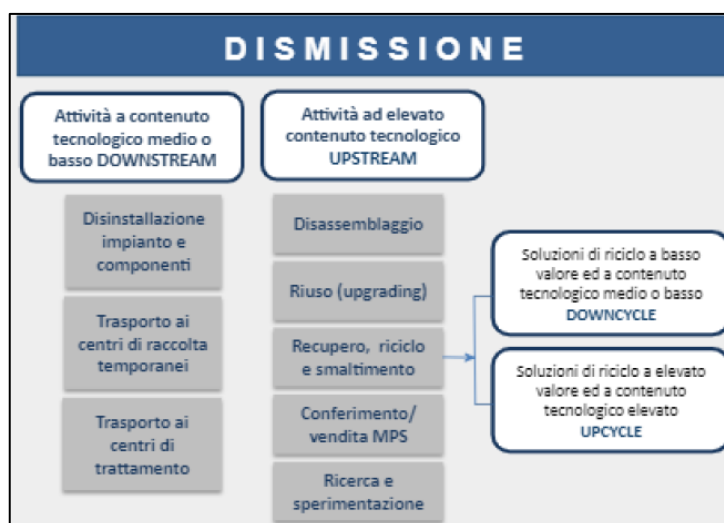 DISMISSIONE
Attività a contenuto
tecnologico medio o
basso DOWNSTREAM
Disinstallazione
impianto e
componenti
Trasporto ai
centri di raccolta
temporanei
Trasporto ai
centri di
trattamento
Attività ad elevato
contenuto tecnologico
UPSTREAM
Disassemblaggio
Riuso (upgrading)
Recupero, riciclo
e smaltimento
Conferimento/
vendita MPS
Ricerca e
sperimentazione
Soluzioni di riciclo a basso
valore ed a contenuto
tecnologico medio o basso
DOWNCYCLE
Soluzioni di riciclo a elevato
valore ed a contenuto
tecnologico elevato
UPCYCLE